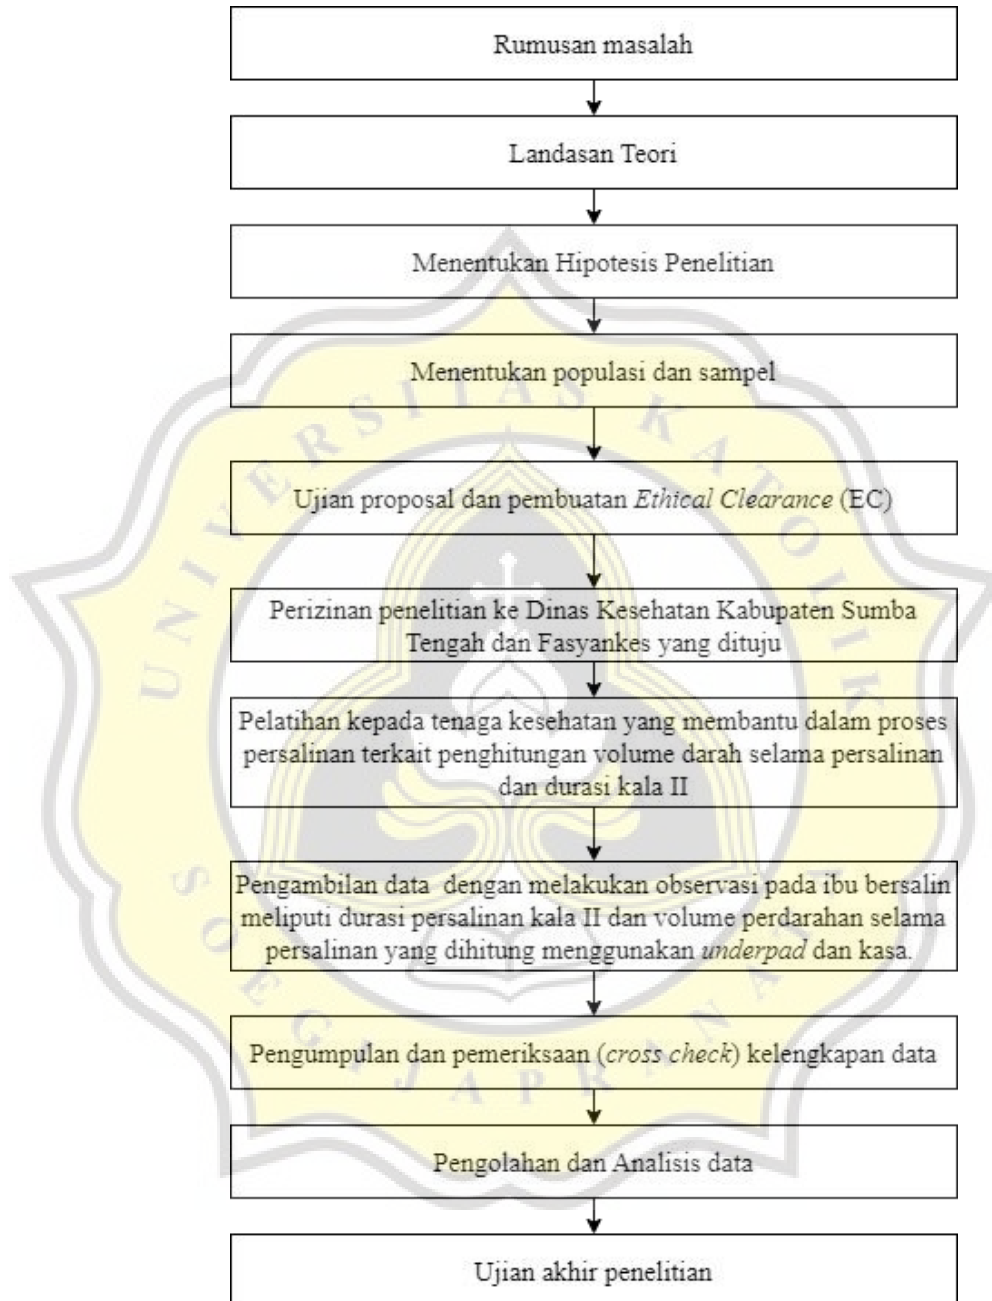 Rumusan masalah
Landasan Teori
Menentukan Hipotesis Penelitian
Menentukan populasi dan sampel
Ujian proposal dan pembuatan Ethical Clearance (EC)
Perizinan penelitian ke Dinas Kesehatan Kabupaten Sumba
Tengah dan Fasyankes yang dituju
Pelatihan kepada tenaga kesehatan yang membantu dalam proses
persalinan terkait penghitungan volume darah selama persalinan
dan durasi kala II
Pengambilan data dengan melakukan observasi pada ibu bersalin
meliputi durasi persalinan kala II dan volume perdarahan selama
persalinan yang dihitung menggunakan underpad dan kasa.
Pengumpulan dan pemeriksaan (cross check) kelengkapan data
Pengolahan dan Analisis data
Ujian akhir penelitian
UNIVERSITAS KATOLIK
SOEGIJAPRANATA